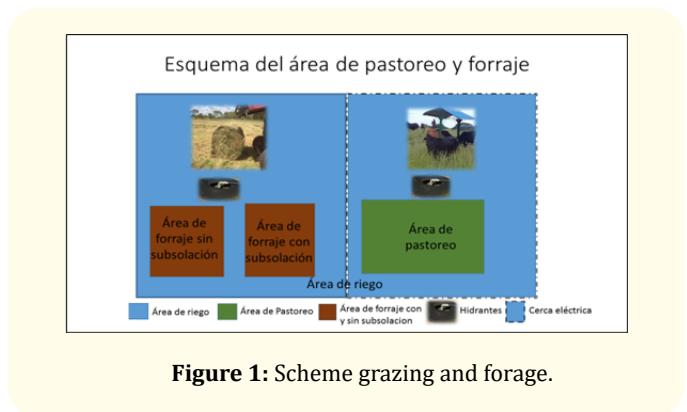 Esquema del área de pastoreo y forraje
Área de
forraje sin
subsolación
Área de
forraje con
subsolación
Área de
pastoreo
Área de riego
Área de riego
Área de Pastoreo
Área de forraje con
y sin subsolacion
Hidrantes
Cerca eléctrica
Figure 1: Scheme grazing and forage.